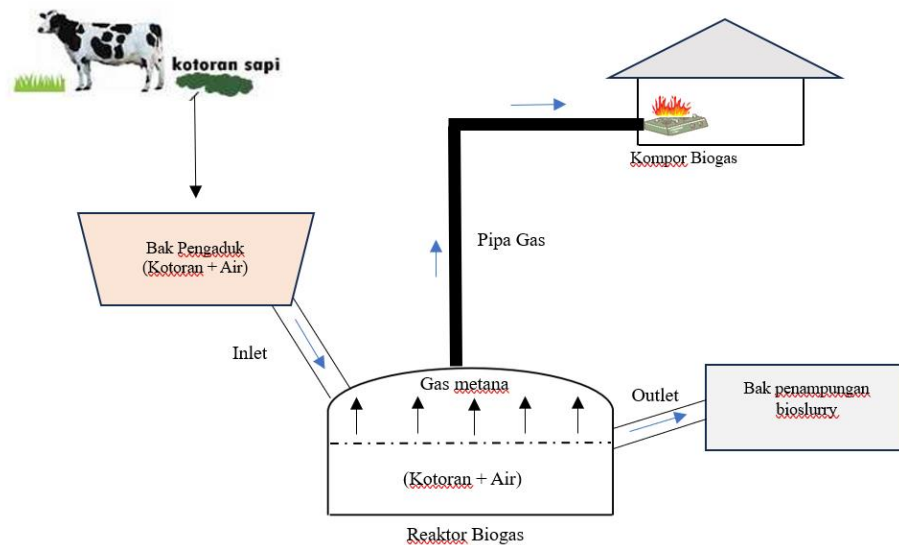 kotoran sapi
Kompor Biogas
Bak Pengaduk
(Kotoran + Air)
Pipa Gas
Inlet
Gas metana
Outlet
Bak penampungan
bioslurry
(Kotoran + Air)
Reaktor Biogas